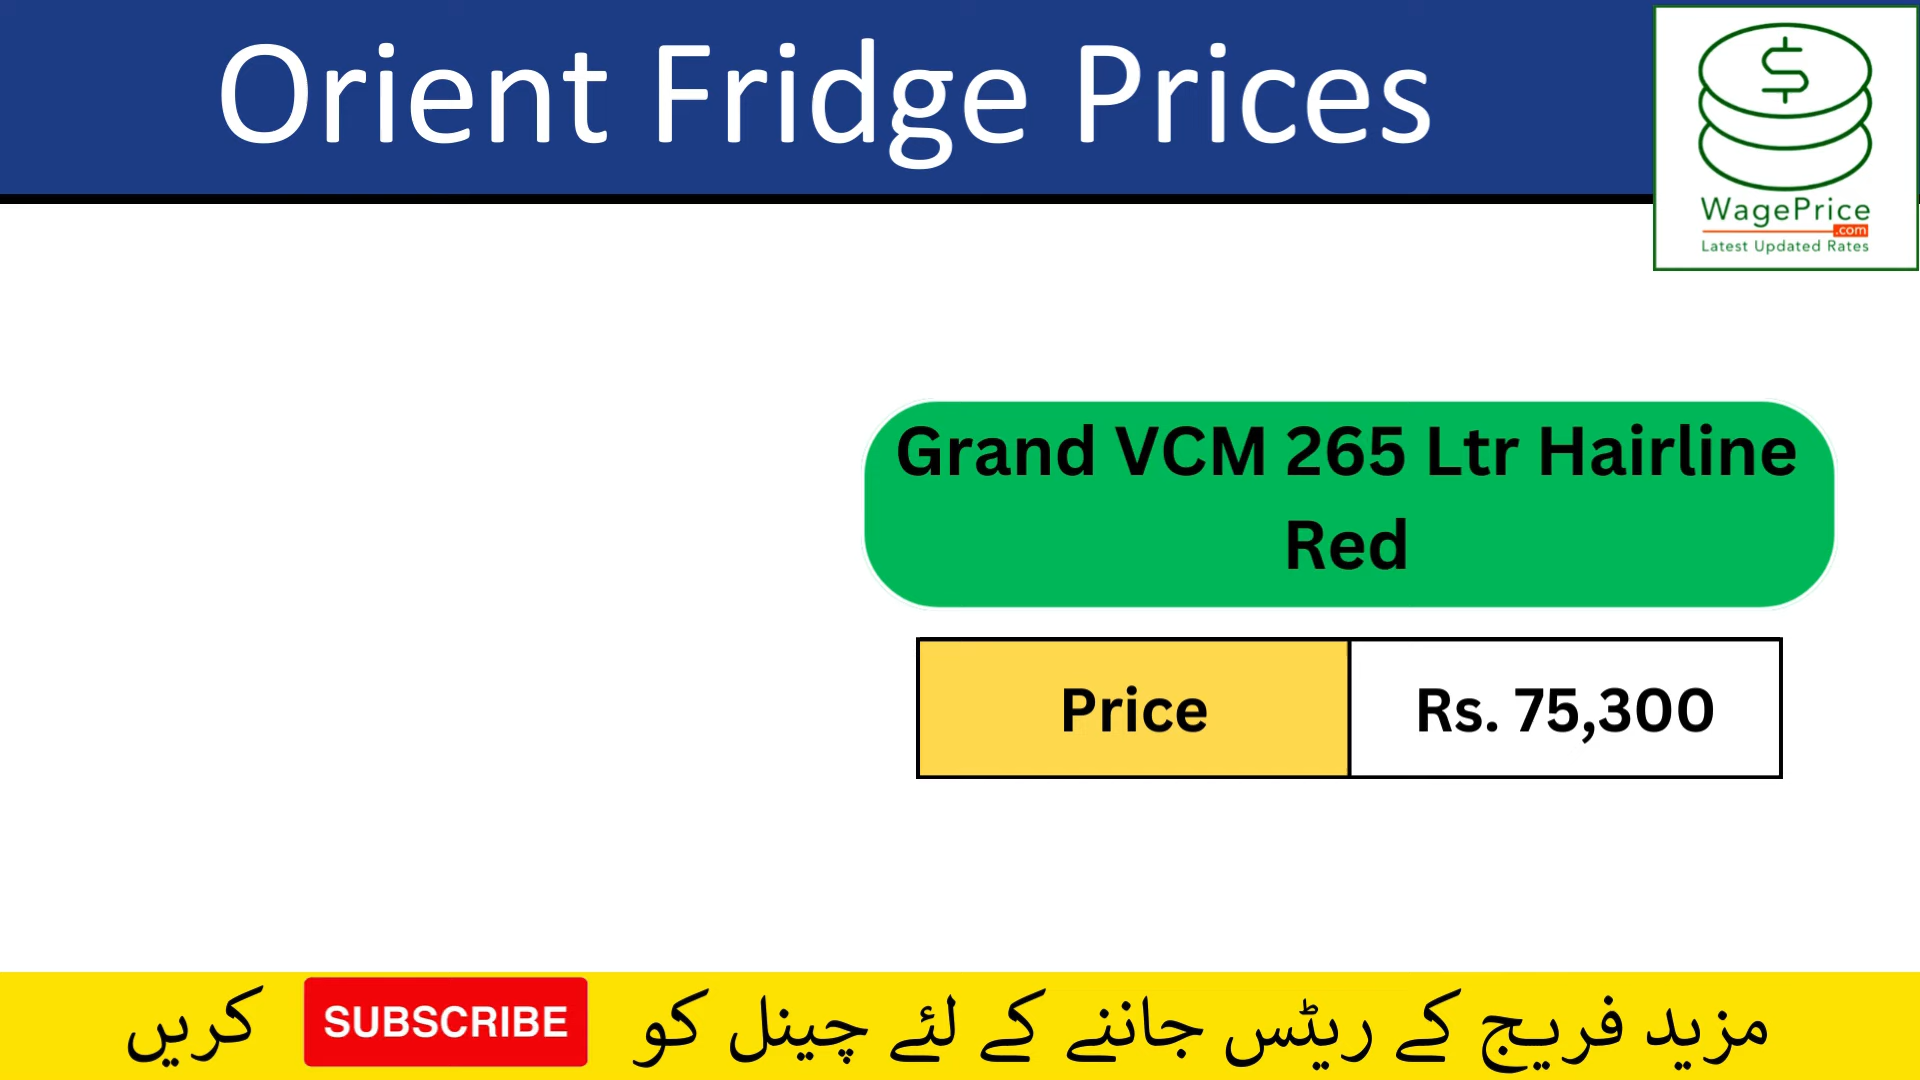 Orient Fridge Prices
$
WagePrice
.com
Latest Updated Rates
Grand VCM 265 Ltr Hairline
Red
Price Rs. 75,300
مزید فریج کے ریٹس جاننے کے لئے چینل کو SUBSCRIBE کریں